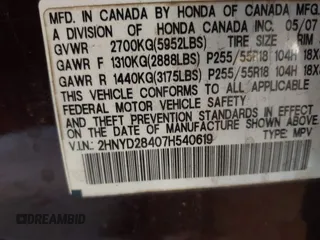 MFD. IN CANADA BY HONDA OF CANADA MFG.
A DIVISION OF HONDA CANADA INC. 05/07
GVWR 2700KG(5952LBS) TIRE SIZE RIM
GAWR F 1310KG(2888LBS) P255/55R18 104H 18X
GAWR R 1440KG(3175LBS) P255/55R18 104H 18X
THIS VEHICLE CONFORMS TO ALL APPLICABLE
FEDERAL MOTOR VEHICLE SAFETY AND
THEFT PREVENTION STANDARDS IN EFFECT ON
THE DATE OF MANUFACTURE SHOWN ABOVE.
V.I.N.: 2HNYD28407H540619 TYPE: MPV
DREAMBID